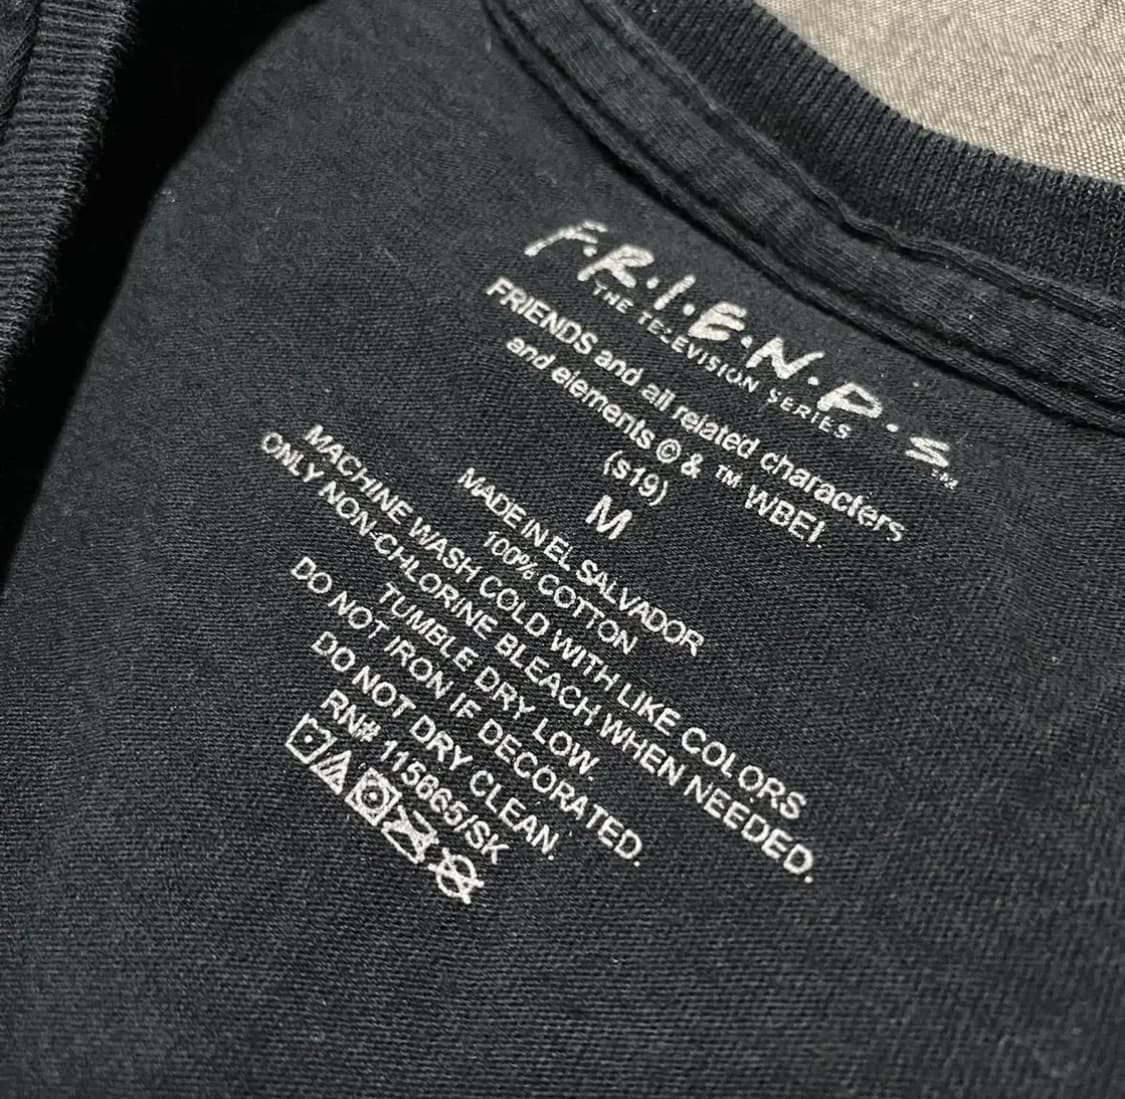 F·R·I·E·N·D·S™
THE TELEVISION SERIES
FRIENDS and all related characters
and elements © & ™ WBEI.
(s19)
M
MADE IN EL SALVADOR
100% COTTON
MACHINE WASH COLD WITH LIKE COLORS
ONLY NON-CHLORINE BLEACH WHEN NEEDED.
TUMBLE DRY LOW.
DO NOT IRON IF DECORATED.
DO NOT DRY CLEAN.
RN# 115665/SK